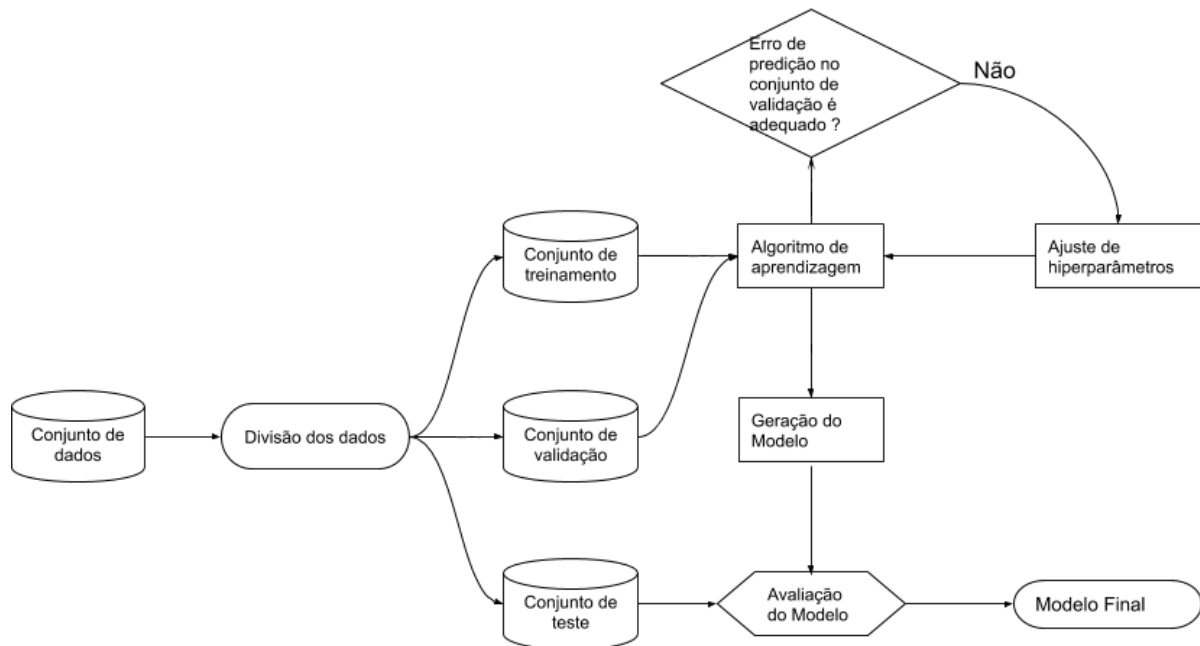 Erro de
predição no
conjunto de
validação é
adequado ?
Não
Conjunto de
treinamento
Algoritmo de
aprendizagem
Ajuste de
hiperparâmetros
Conjunto de
dados
Divisão dos dados
Conjunto de
validação
Geração do
Modelo
Conjunto de
teste
Avaliação
do Modelo
Modelo Final